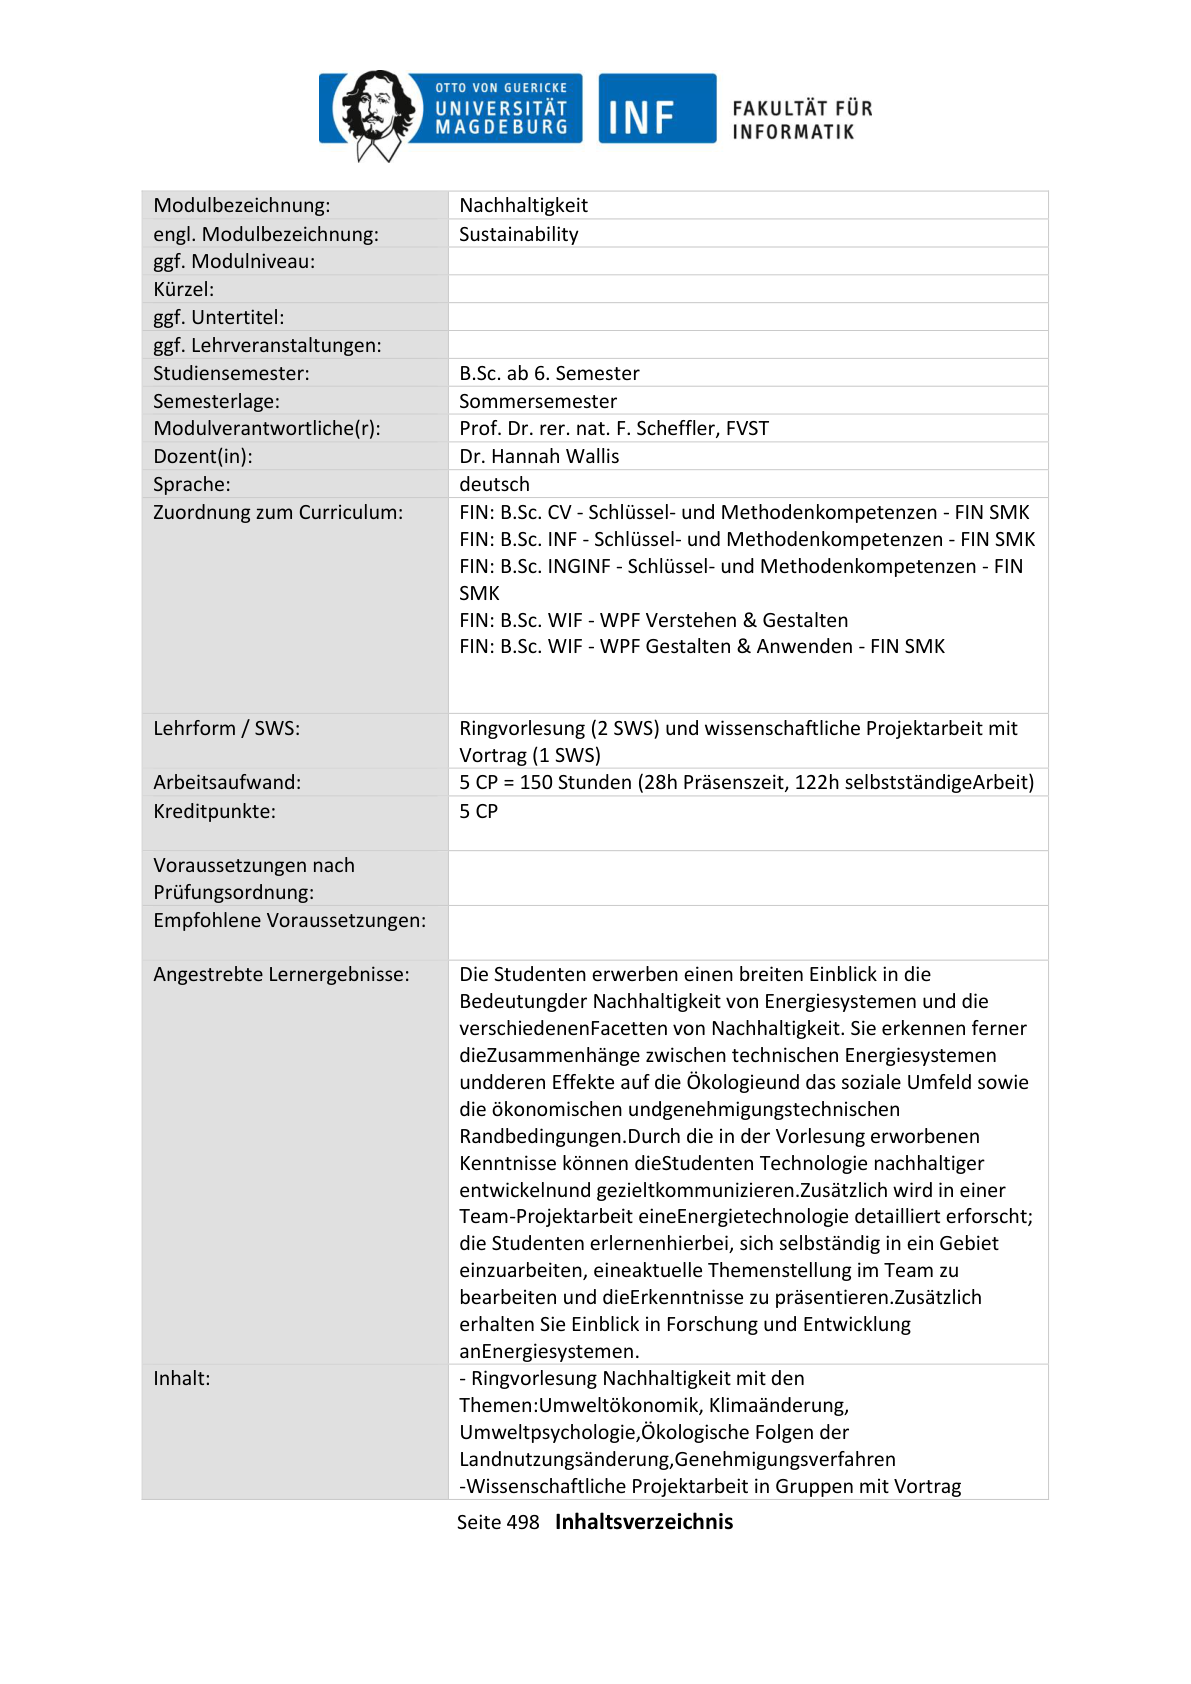 OTTO VON GUERICKE
UNIVERSITÄT
MAGDEBURG
INF
FAKULTÄT FÜR
INFORMATIK
Modulbezeichnung: Nachhaltigkeit
engl. Modulbezeichnung: Sustainability
ggf. Modulniveau:
Kürzel:
ggf. Untertitel:
ggf. Lehrveranstaltungen:
Studiensemester: B.Sc. ab 6. Semester
Semesterlage: Sommersemester
Modulverantwortliche(r): Prof. Dr. rer. nat. F. Scheffler, FVST
Dozent(in): Dr. Hannah Wallis
Sprache: deutsch
Zuordnung zum Curriculum: FIN: B.Sc. CV - Schlüssel- und Methodenkompetenzen - FIN SMK
FIN: B.Sc. INF - Schlüssel- und Methodenkompetenzen - FIN SMK
FIN: B.Sc. INGINF - Schlüssel- und Methodenkompetenzen - FIN
SMK
FIN: B.Sc. WIF - WPF Verstehen & Gestalten
FIN: B.Sc. WIF - WPF Gestalten & Anwenden - FIN SMK
Lehrform / SWS: Ringvorlesung (2 SWS) und wissenschaftliche Projektarbeit mit
Vortrag (1 SWS)
Arbeitsaufwand: 5 CP = 150 Stunden (28h Präsenszeit, 122h selbstständigeArbeit)
Kreditpunkte: 5 CP
Voraussetzungen nach
Prüfungsordnung:
Empfohlene Voraussetzungen:
Angestrebte Lernergebnisse: Die Studenten erwerben einen breiten Einblick in die
Bedeutungder Nachhaltigkeit von Energiesystemen und die
verschiedenenFacetten von Nachhaltigkeit. Sie erkennen ferner
dieZusammenhänge zwischen technischen Energiesystemen
undderen Effekte auf die Ökologieund das soziale Umfeld sowie
die ökonomischen undgenehmigungstechnischen
Randbedingungen.Durch die in der Vorlesung erworbenen
Kenntnisse können dieStudenten Technologie nachhaltiger
entwickelnund gezieltkommunizieren.Zusätzlich wird in einer
Team-Projektarbeit eineEnergietechnologie detailliert erforscht;
die Studenten erlernenhierbei, sich selbständig in ein Gebiet
einzuarbeiten, eineaktuelle Themenstellung im Team zu
bearbeiten und dieErkenntnisse zu präsentieren.Zusätzlich
erhalten Sie Einblick in Forschung und Entwicklung
anEnergiesystemen.
Inhalt: - Ringvorlesung Nachhaltigkeit mit den
Themen:Umweltökonomik, Klimaänderung,
Umweltpsychologie,Ökologische Folgen der
Landnutzungsänderung,Genehmigungsverfahren
-Wissenschaftliche Projektarbeit in Gruppen mit Vortrag
Seite 498 Inhaltsverzeichnis